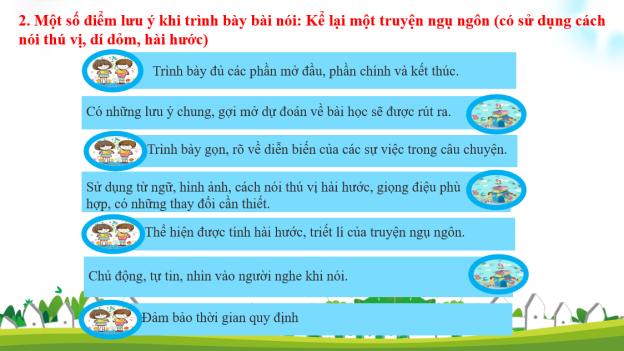 2. Một số điểm lưu ý khi trình bày bài nói: Kể lại một truyện ngụ ngôn (có sử dụng cách
nói thú vị, dí dỏm, hài hước)
Trình bày đủ các phần mở đầu, phần chính và kết thúc.
Có những lưu ý chung, gợi mở dự đoán về bài học sẽ được rút ra.
Trình bày gọn, rõ về diễn biến của các sự việc trong câu chuyện.
Sử dụng từ ngữ, hình ảnh, cách nói thú vị hài hước, giọng điệu phù
hợp, có những thay đổi cần thiết.
Thể hiện được tính hài hước, triết lí của truyện ngụ ngôn.
Chủ động, tự tin, nhìn vào người nghe khi nói.
Đảm bảo thời gian quy định